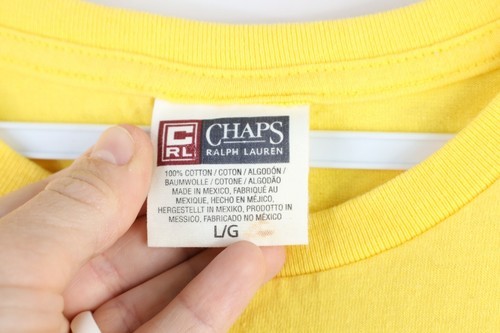 C
RL
CHAPS
RALPH LAUREN
100% COTTON / COTON / ALGODÓN /
BAUMWOLLE / COTONE / ALGODÃO
MADE IN MEXICO, FABRIQUÉ AU
MEXIQUE, HECHO EN MÉJICO,
HERGESTELLT IN MEXIKO, PRODOTTO IN
MESSICO, FABRICADO NO MÉXICO
L/G